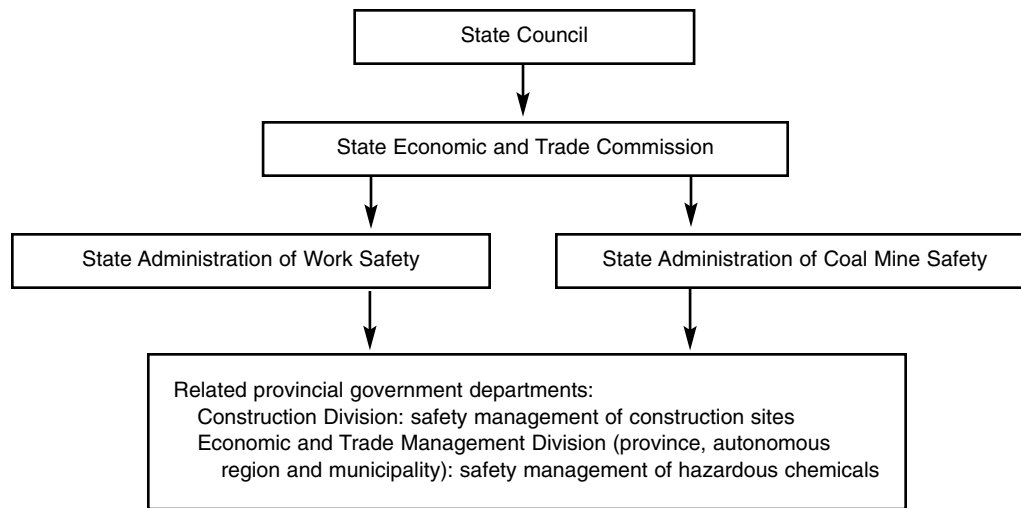 State Council
State Economic and Trade Commission
State Administration of Work Safety
State Administration of Coal Mine Safety
Related provincial government departments:
Construction Division: safety management of construction sites
Economic and Trade Management Division (province, autonomous
region and municipality): safety management of hazardous chemicals